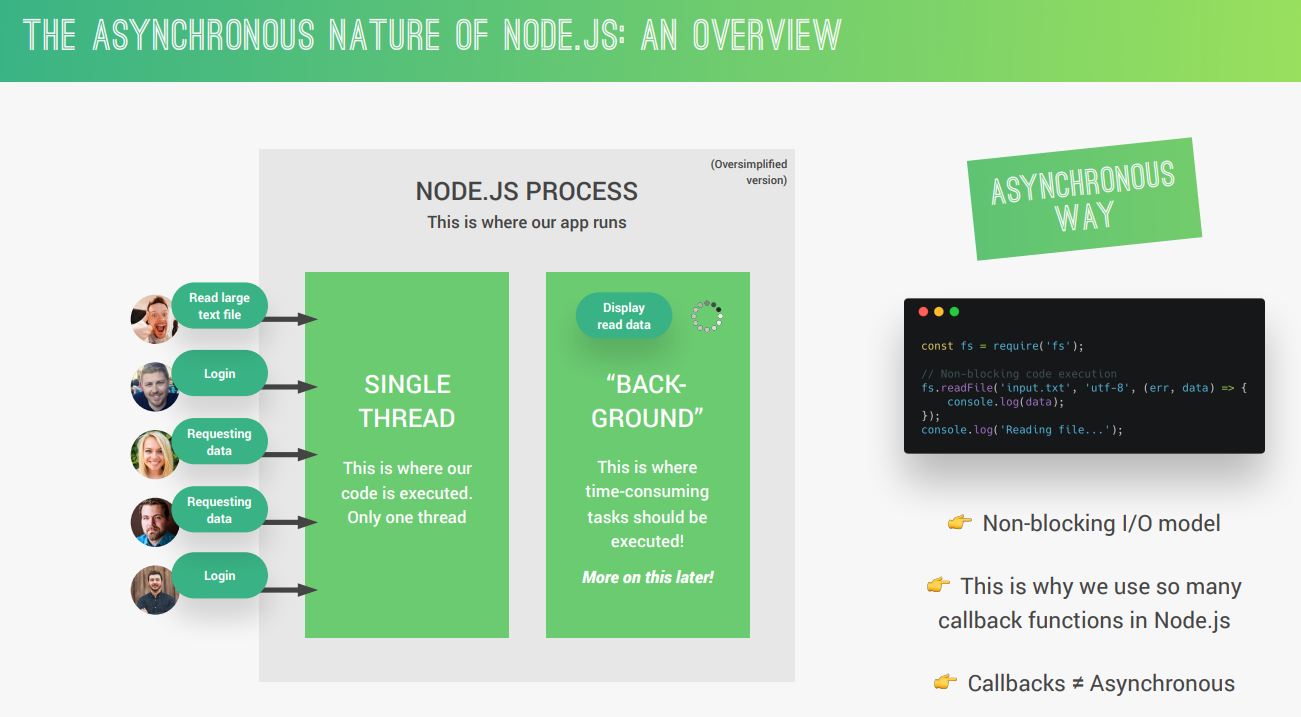 THE ASYNCHRONOUS NATURE OF NODE.JS: AN OVERVIEW
(Oversimplified
version)
NODE.JS PROCESS
This is where our app runs
Read large
text file
Login
Requesting
data
Requesting
data
Login
SINGLE
THREAD
This is where our
code is executed.
Only one thread
Display
read data
“BACK-
GROUND”
This is where
time-consuming
tasks should be
executed!
More on this later!
ASYNCHRONOUS
WAY
const fs = require('fs');
// Non-blocking code execution
fs.readFile('input.txt', 'utf-8', (err, data) => {
    console.log(data);
});
console.log('Reading file...');
👉 Non-blocking I/O model
👉 This is why we use so many
callback functions in Node.js
👉 Callbacks ≠ Asynchronous